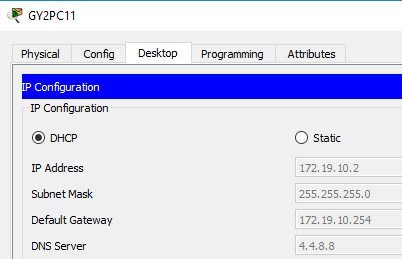 GY2PC11
Physical Config Desktop Programming Attributes
IP Configuration
IP Configuration
DHCP Static
IP Address 172.19.10.2
Subnet Mask 255.255.255.0
Default Gateway 172.19.10.254
DNS Server 4.4.8.8